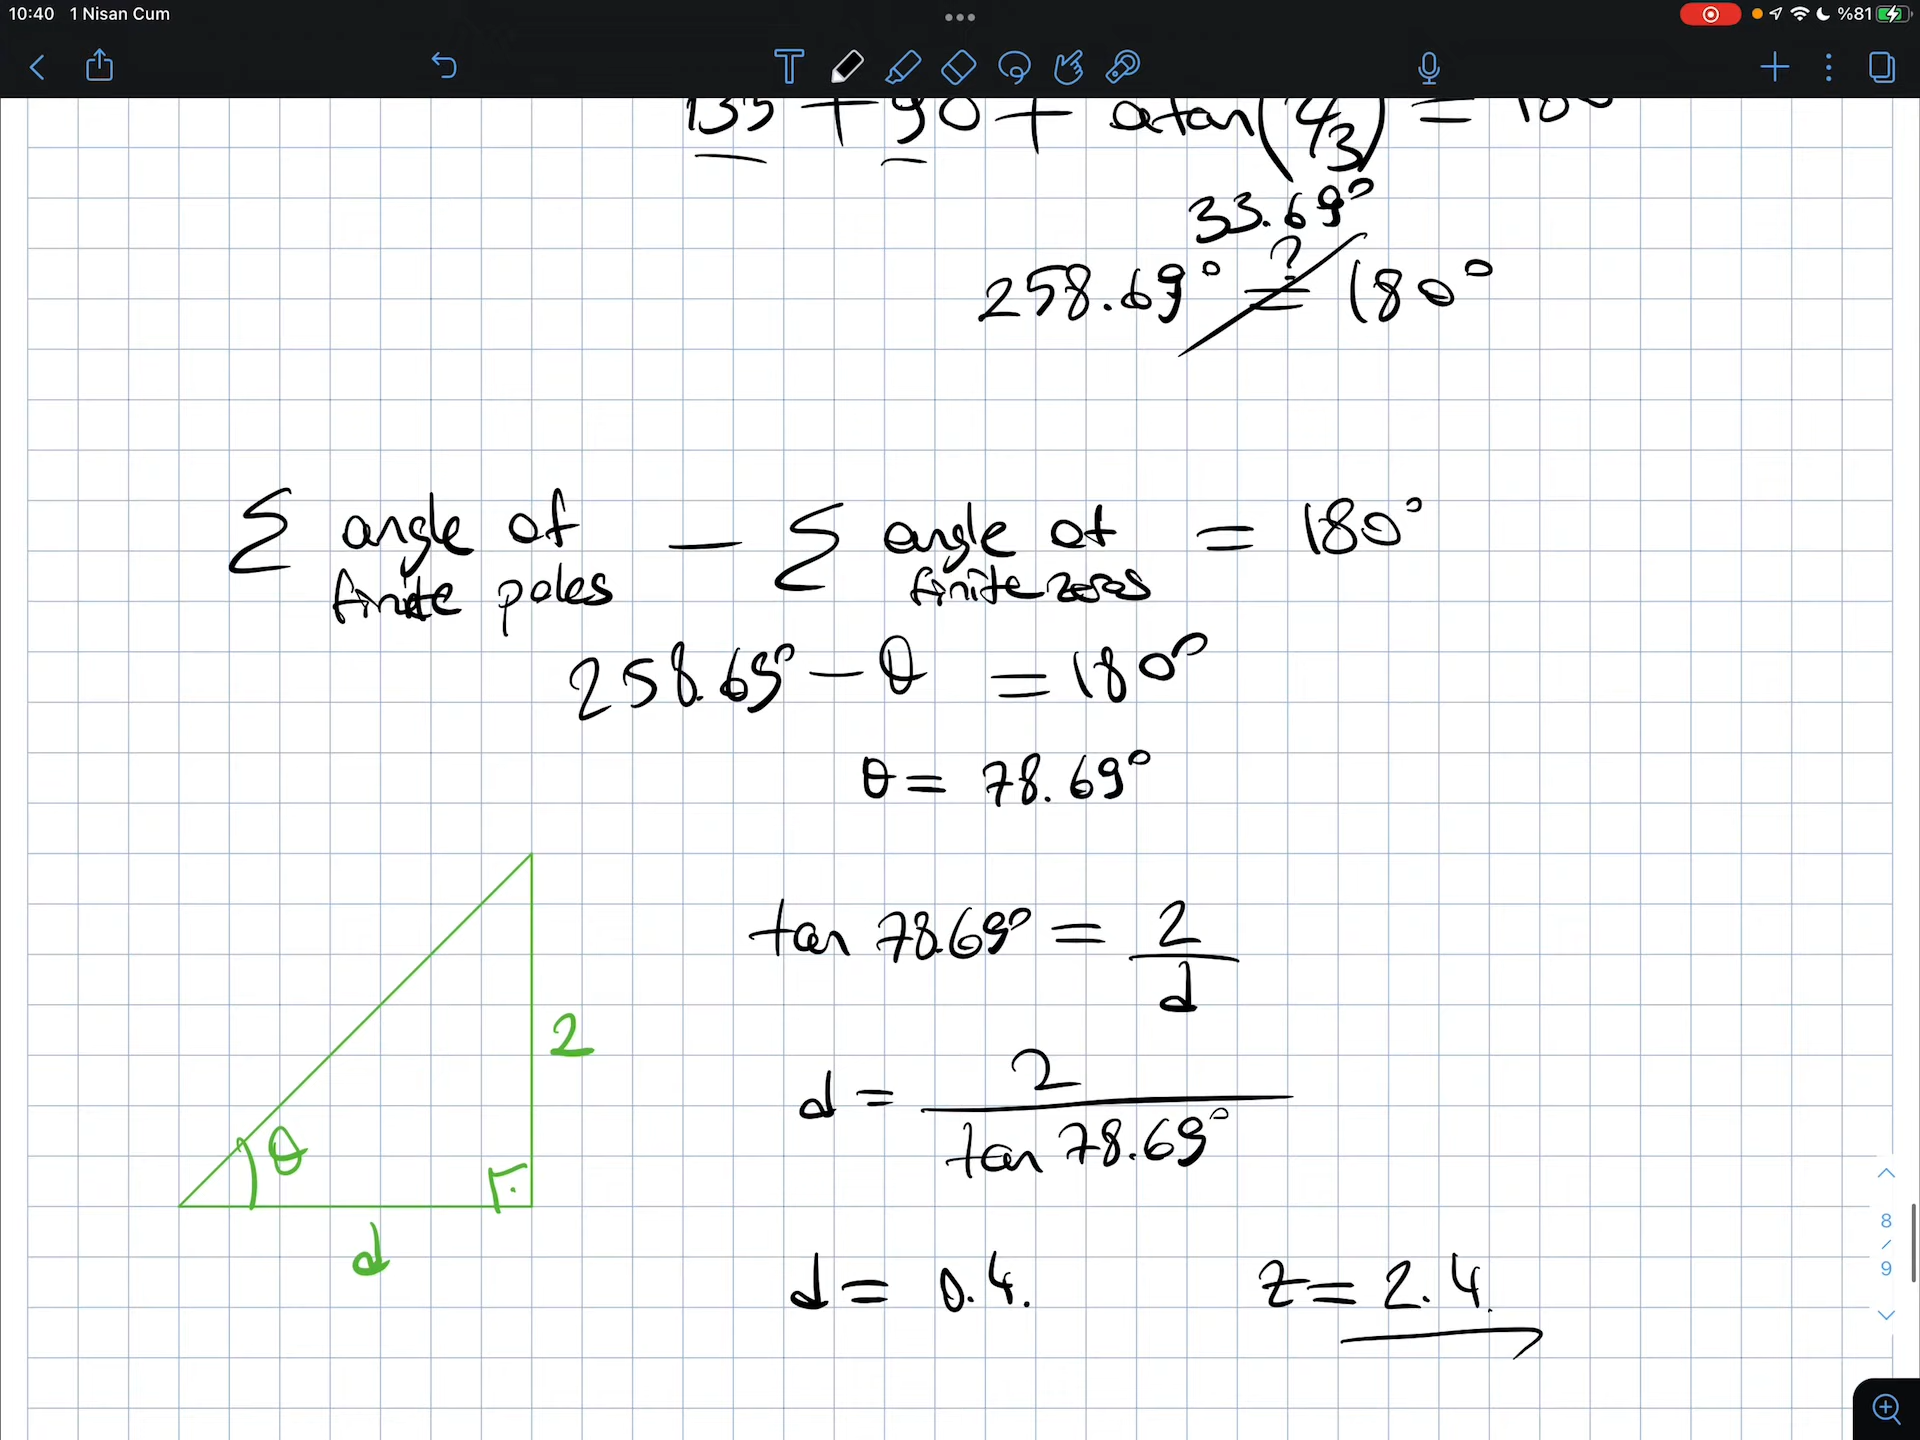 10:40 1 Nisan Cum
%81
135 + 90 + atan(2/3) = 180
33.69°
258.69° ?= 180°
Σ angle of finite poles − Σ angle of finite zeros = 180°
258.69° − θ = 180°
θ = 78.69°
tan 78.69° = 2/d
2
d = 2 / tan 78.69°
θ
d
d = 0.4. z = 2.4.
8
/
9